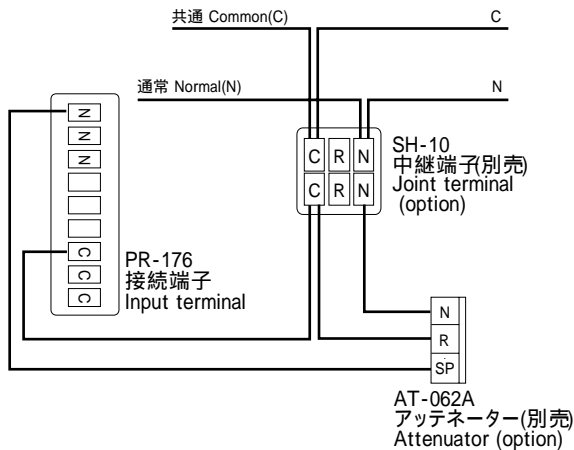 共通 Common(C)
C
通常 Normal(N)
N
N
N
N
C
C
C
PR-176
接続端子
Input terminal
C R N
C R N
SH-10
中継端子(別売)
Joint terminal
(option)
N
R
SP
AT-062A
アッテネーター(別売)
Attenuator (option)